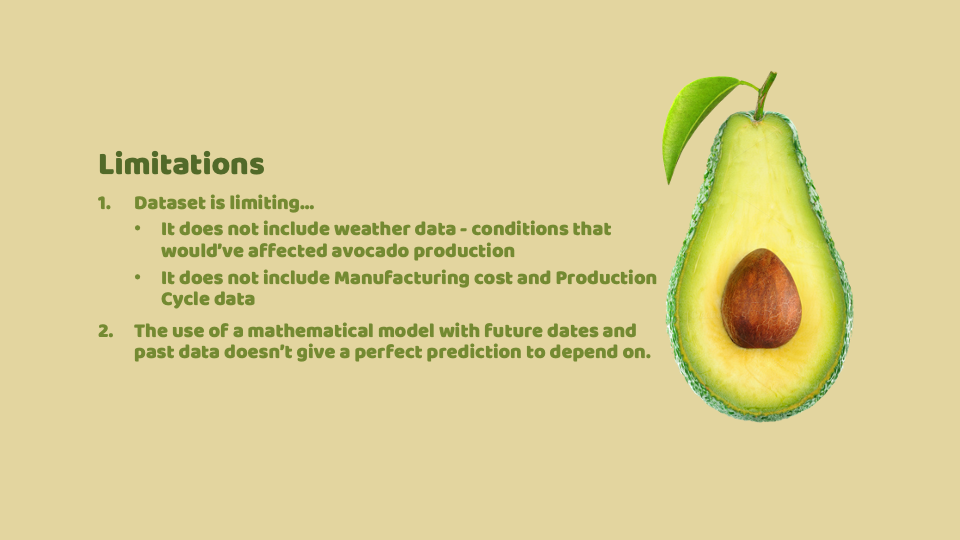 Limitations
1. Dataset is limiting...
• It does not include weather data - conditions that
would've affected avocado production
• It does not include Manufacturing cost and Production
Cycle data
2. The use of a mathematical model with future dates and
past data doesn't give a perfect prediction to depend on.